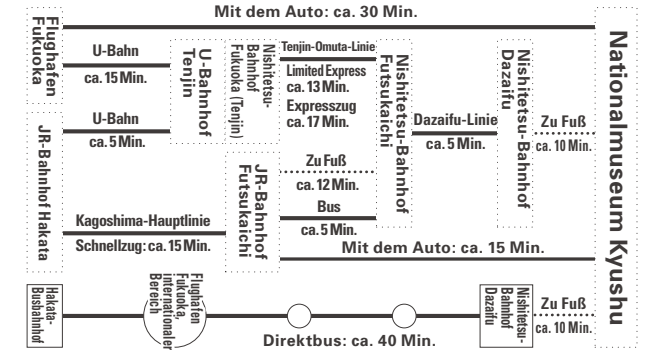 Mit dem Auto: ca. 30 Min.
Flughafen
Fukuoka
U-Bahn
ca. 15 Min.
U-Bahnhof
Tenjin
Nishitetsu-
Bahnhof
Fukuoka (Tenjin)
Tenjin-Omuta-Linie
Limited Express
ca. 13 Min.
Expresszug
ca. 17 Min.
Nishitetsu-Bahnhof
Futsukaichi
Dazaifu-Linie
ca. 5 Min.
Nishitetsu-Bahnhof
Dazaifu
Zu Fuß
ca. 10 Min.
Nationalmuseum Kyushu
JR-Bahnhof Hakata
U-Bahn
ca. 5 Min.
Kagoshima-Hauptlinie
Schnellzug: ca. 15 Min.
JR-Bahnhof
Futsukaichi
Zu Fuß
ca. 12 Min.
Bus
ca. 5 Min.
Mit dem Auto: ca. 15 Min.
Hakata-
Busbahnhof
Flughafen
Fukuoka,
internationaler
Bereich
Direktbus: ca. 40 Min.
Nishitetsu-
Bahnhof
Dazaifu
Zu Fuß
ca. 10 Min.